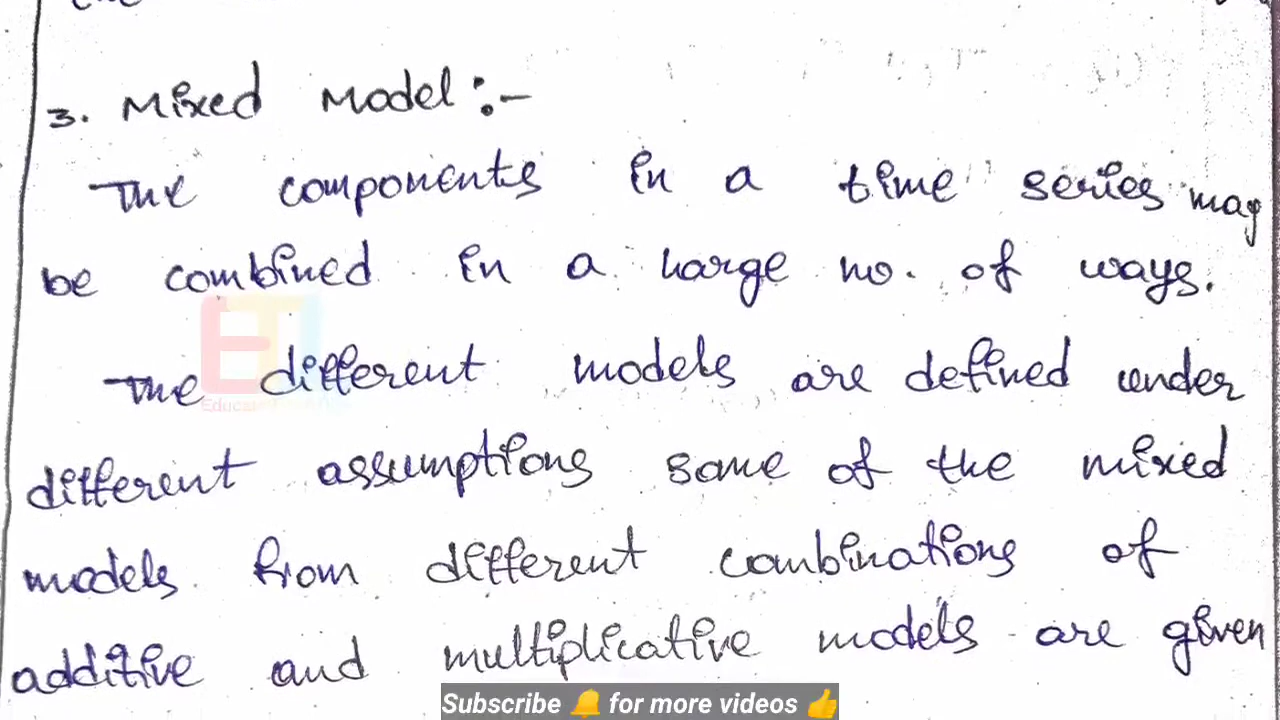 3. Mixed Model :-
The components in a time series may
be combined in a large no. of ways.
The different models are defined under
different assumptions some of the mixed
models from different combinations of
additive and multiplicative models are given
Subscribe 🔔 for more videos 👍